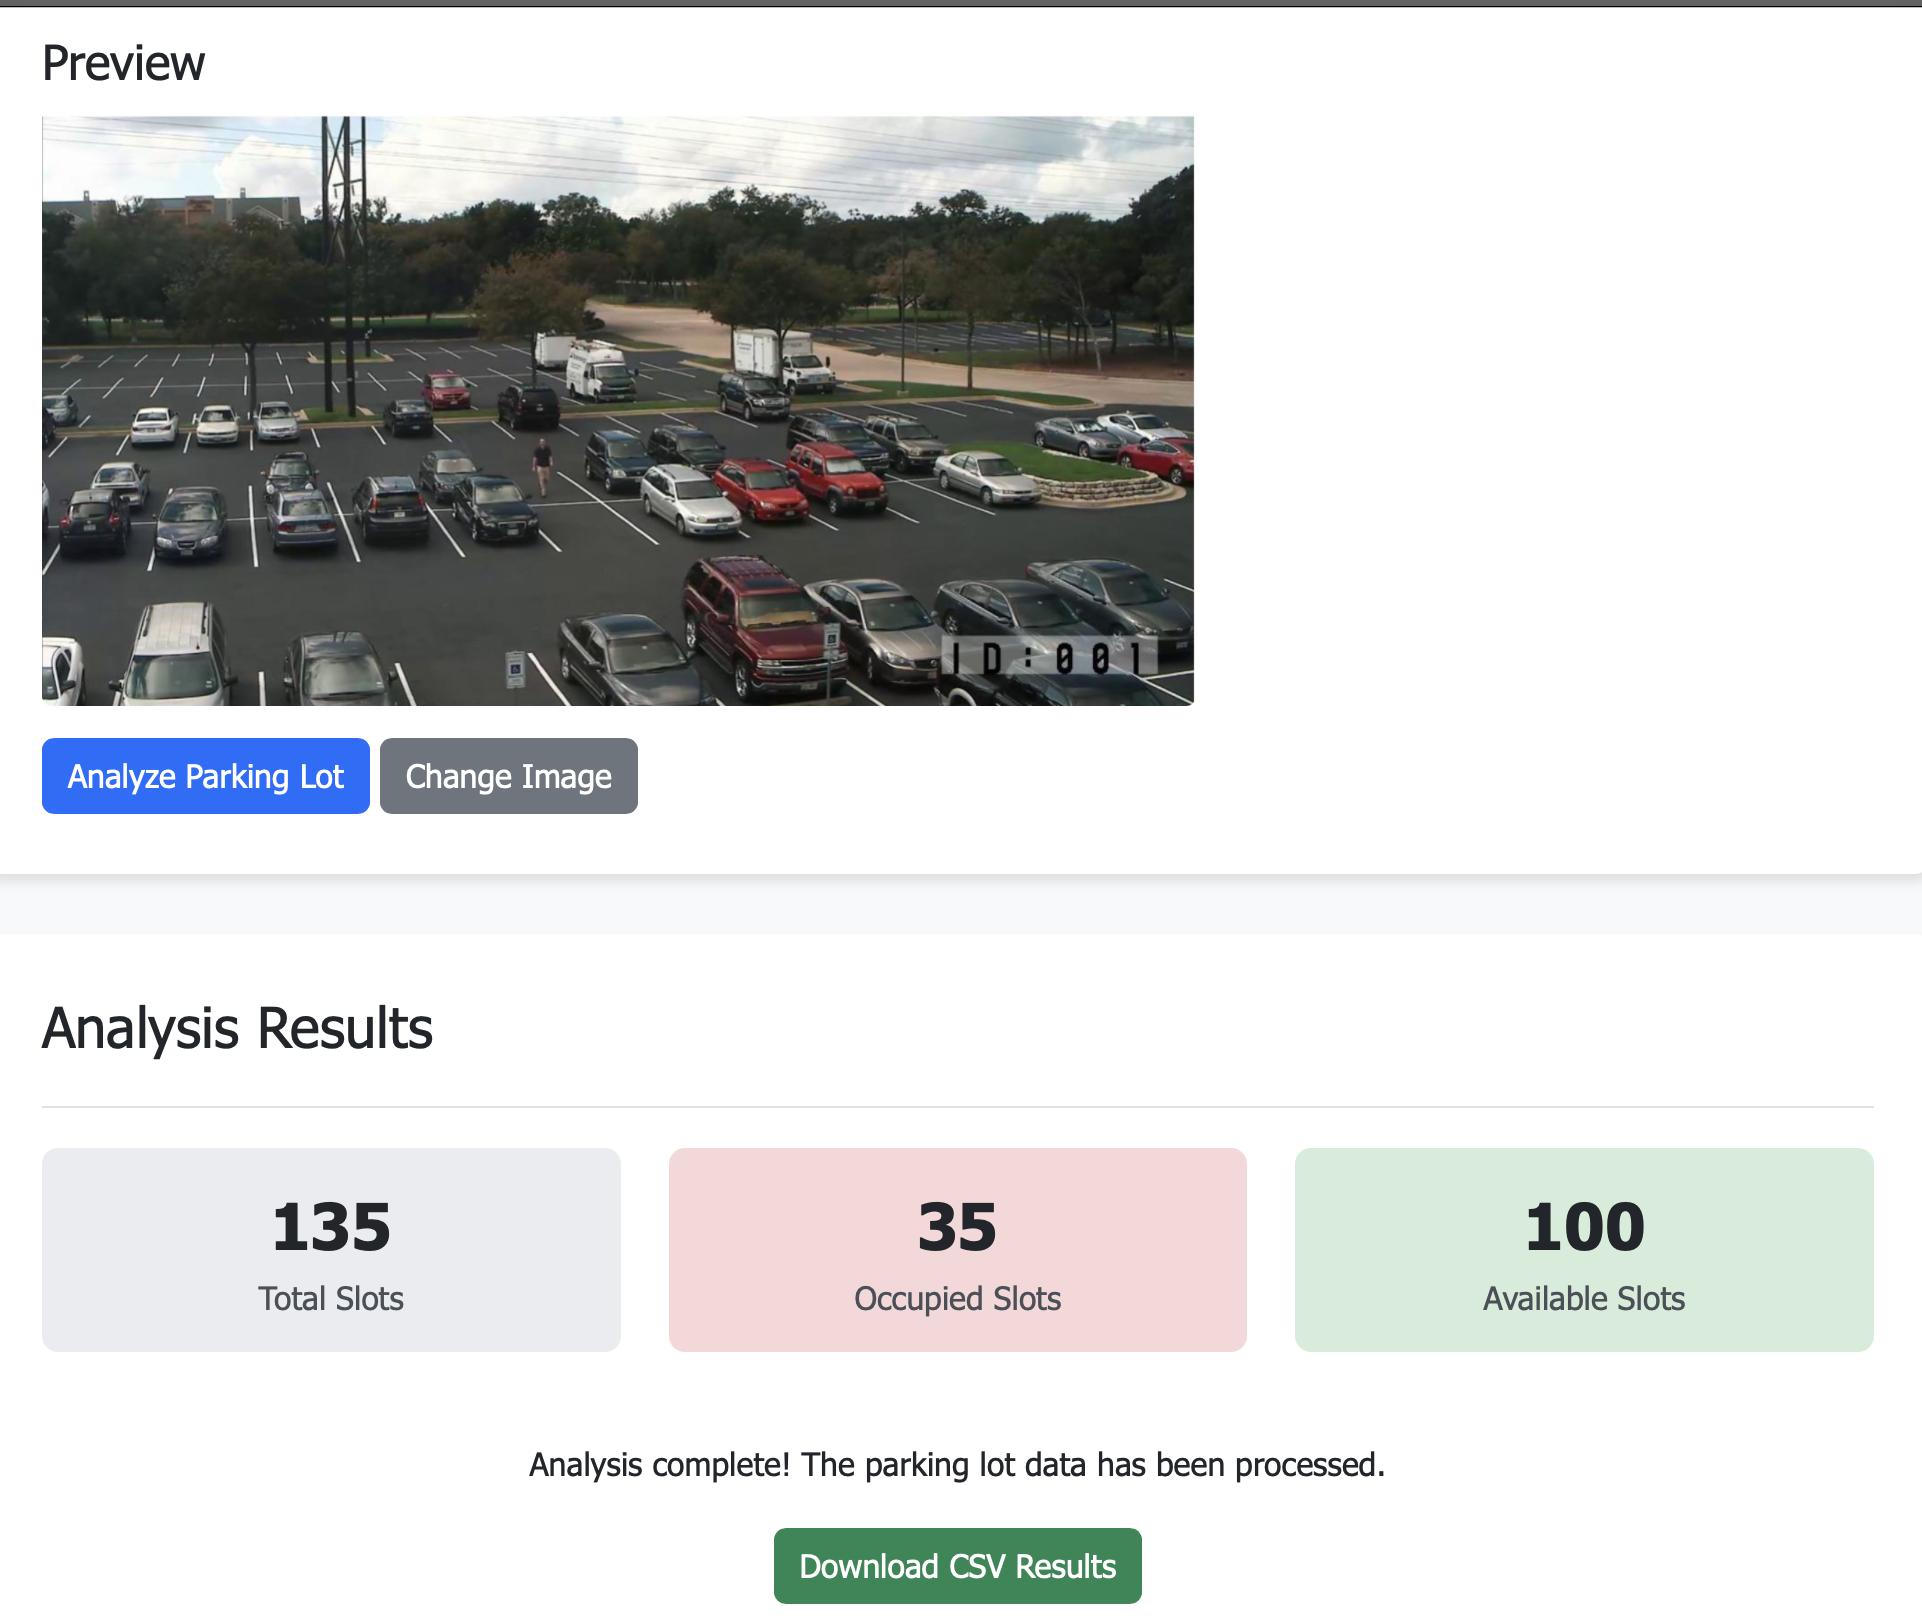 Preview
ID:001
Analyze Parking Lot
Change Image
Analysis Results
135
Total Slots
35
Occupied Slots
100
Available Slots
Analysis complete! The parking lot data has been processed.
Download CSV Results